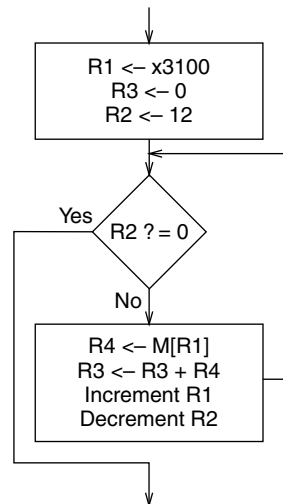 R1 <– x3100
R3 <– 0
R2 <– 12
Yes
R2 ? = 0
No
R4 <– M[R1]
R3 <– R3 + R4
Increment R1
Decrement R2